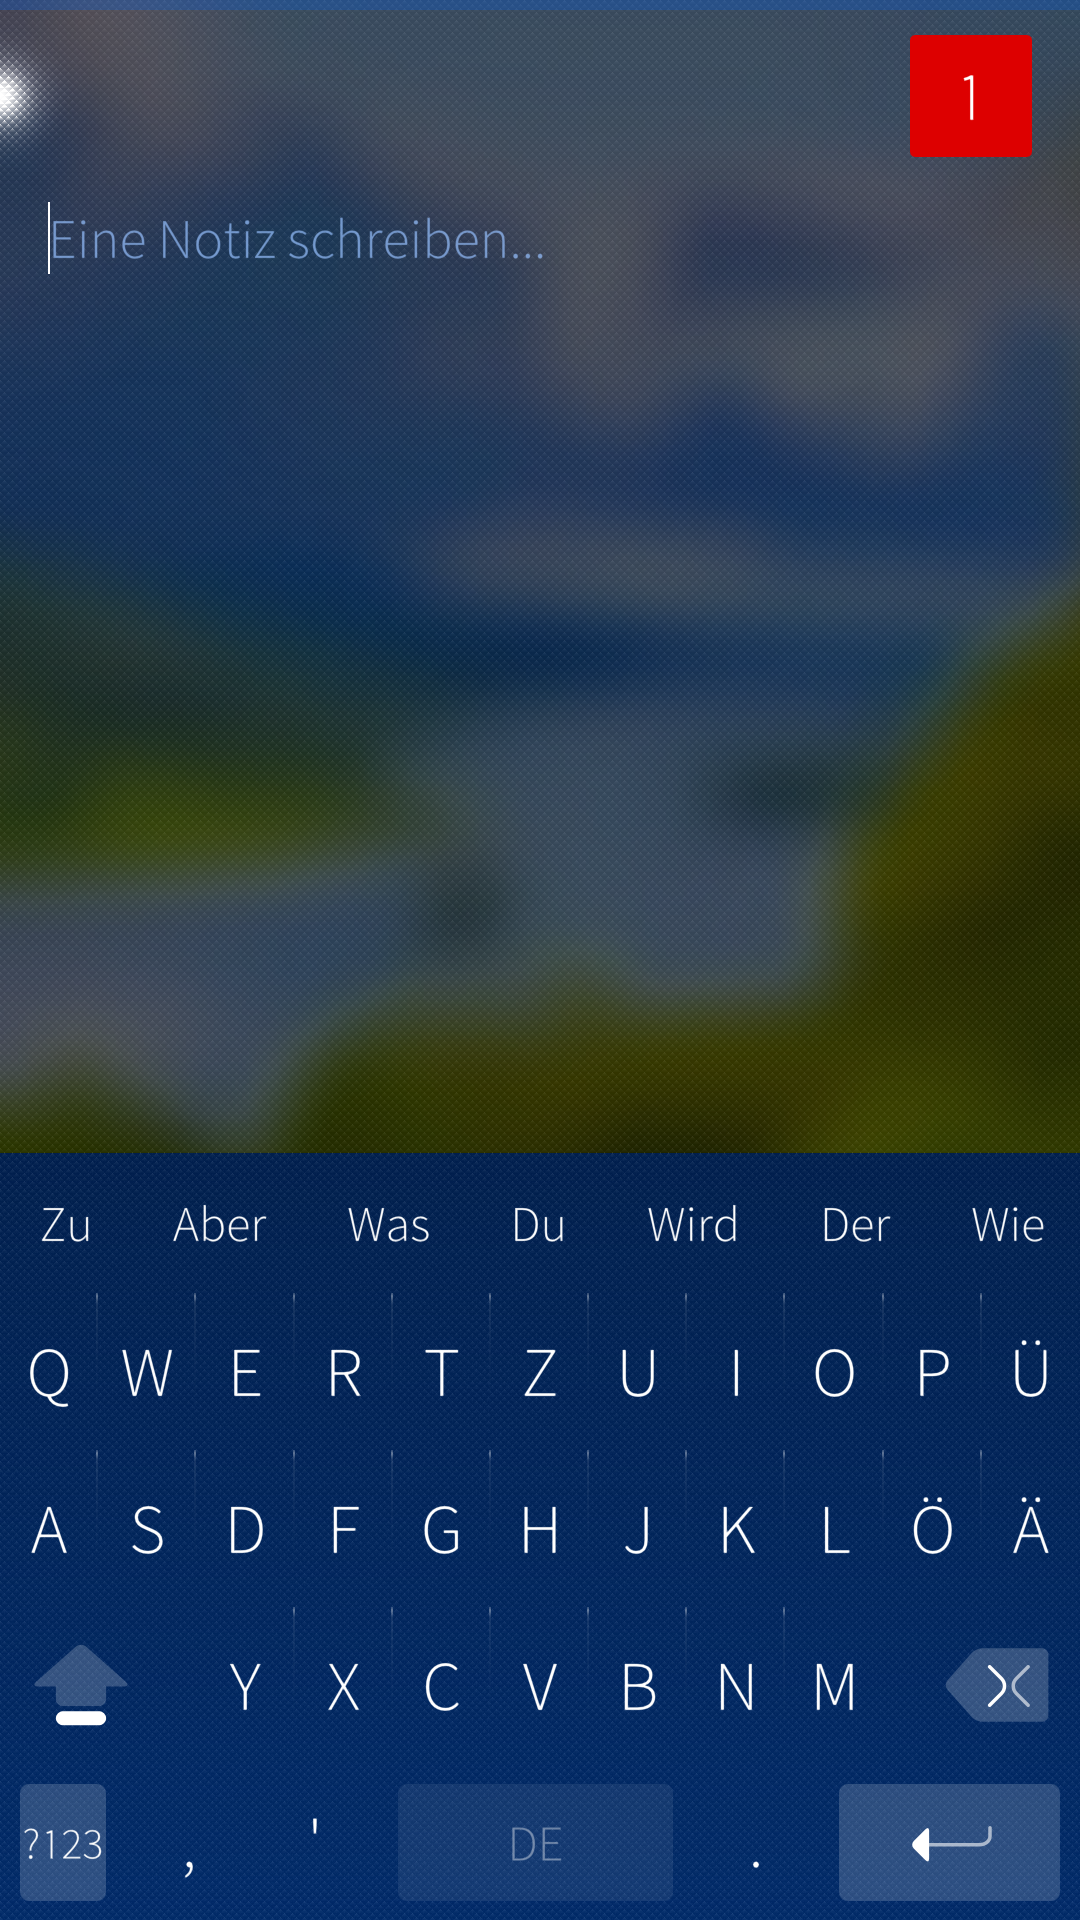 1
Eine Notiz schreiben...
Zu Aber Was Du Wird Der Wie
Q W E R T Z U I O P Ü
A S D F G H J K L Ö Ä
Y X C V B N M
?123 , ' DE .